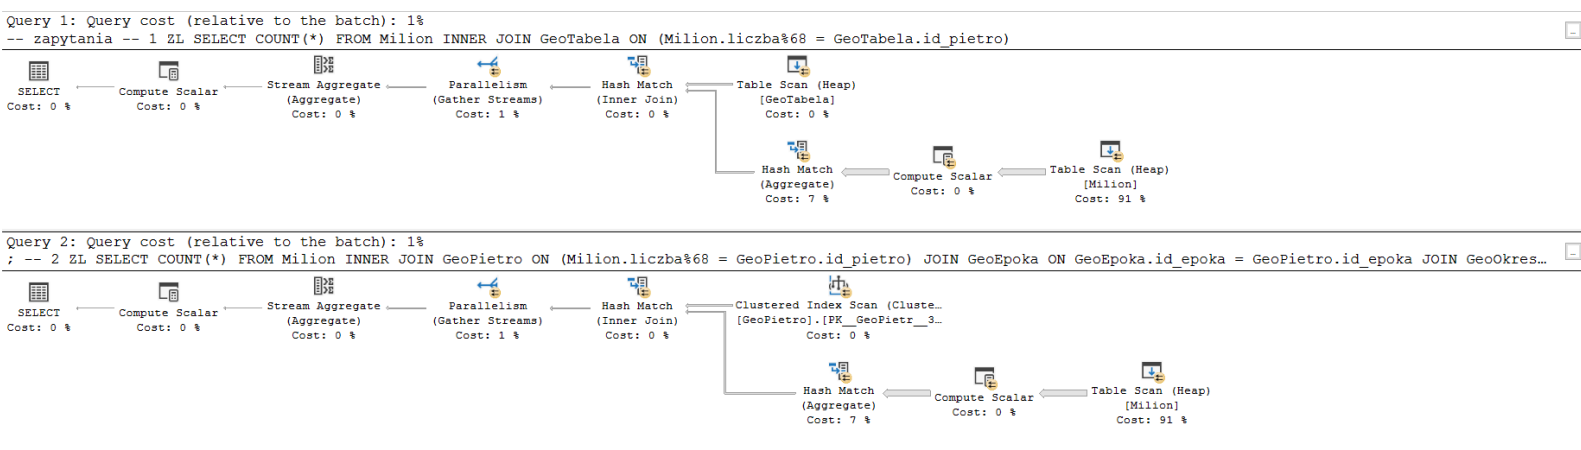 Query 1: Query cost (relative to the batch): 1%
-- zapytania -- 1 ZL SELECT COUNT(*) FROM Milion INNER JOIN GeoTabela ON (Milion.liczba%68 = GeoTabela.id_pietro)
SELECT
Cost: 0 %
Compute Scalar
Cost: 0 %
Stream Aggregate
(Aggregate)
Cost: 0 %
Parallelism
(Gather Streams)
Cost: 1 %
Hash Match
(Inner Join)
Cost: 0 %
Table Scan (Heap)
[GeoTabela]
Cost: 0 %
Hash Match
(Aggregate)
Cost: 7 %
Compute Scalar
Cost: 0 %
Table Scan (Heap)
[Milion]
Cost: 91 %
Query 2: Query cost (relative to the batch): 1%
; -- 2 ZL SELECT COUNT(*) FROM Milion INNER JOIN GeoPietro ON (Milion.liczba%68 = GeoPietro.id_pietro) JOIN GeoEpoka ON GeoEpoka.id_epoka = GeoPietro.id_epoka JOIN GeoOkres…
SELECT
Cost: 0 %
Compute Scalar
Cost: 0 %
Stream Aggregate
(Aggregate)
Cost: 0 %
Parallelism
(Gather Streams)
Cost: 1 %
Hash Match
(Inner Join)
Cost: 0 %
Clustered Index Scan (Cluste…
[GeoPietro].[PK__GeoPietr__3…
Cost: 0 %
Hash Match
(Aggregate)
Cost: 7 %
Compute Scalar
Cost: 0 %
Table Scan (Heap)
[Milion]
Cost: 91 %